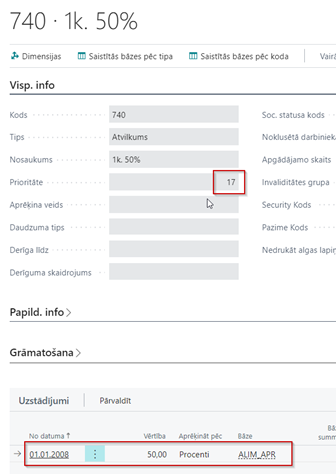 740 · 1k. 50%
Dimensijas Saistītās bāzes pēc tipa Saistītās bāzes pēc koda Vairā
Visp. info
Kods 740 Soc. statusa kods
Tips Atvilkums Noklusētā darbinieka
Nosaukums 1k. 50% Apgādājamo skaits
Prioritāte 17 Invaliditātes grupa
Aprēķina veids Security Kods
Daudzuma tips Pazīme Kods
Derīga līdz Nedrukāt algas lapiņ
Derīguma skaidrojums
Papild. info
Grāmatošana
Uzstādījumi Pārvaldīt
No datuma ↑ Vērtība Aprēķināt pēc Bāze Bā
summ
→ 01.01.2008 50,00 Procenti ALIM_APR